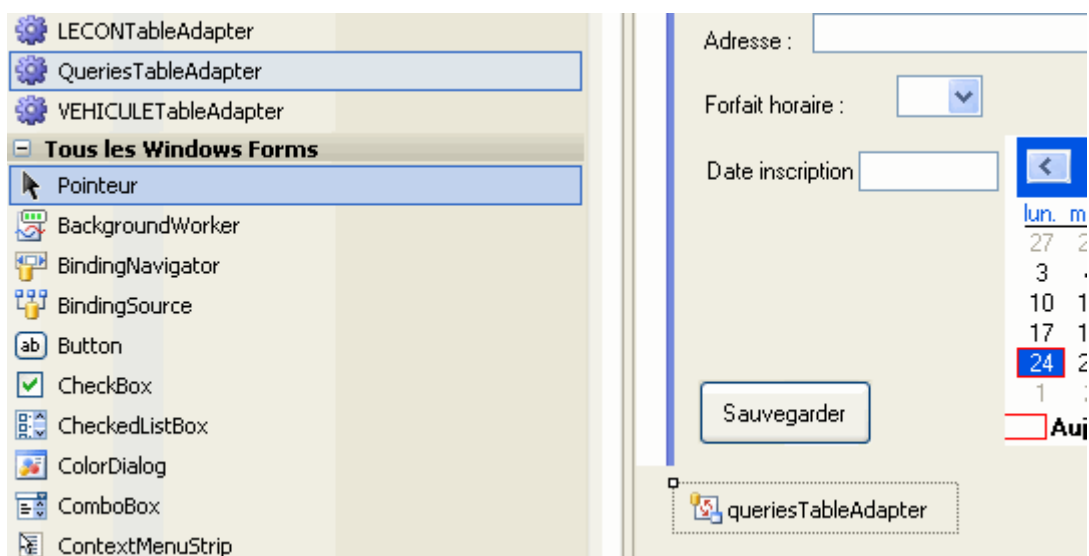 LECONTableAdapter
QueriesTableAdapter
VEHICULETableAdapter
Tous les Windows Forms
Pointeur
BackgroundWorker
BindingNavigator
BindingSource
Button
CheckBox
CheckedListBox
ColorDialog
ComboBox
ContextMenuStrip
Adresse :
Forfait horaire :
Date inscription
lun.
27
3
10
17
24
1
Sauvegarder
queriesTableAdapter